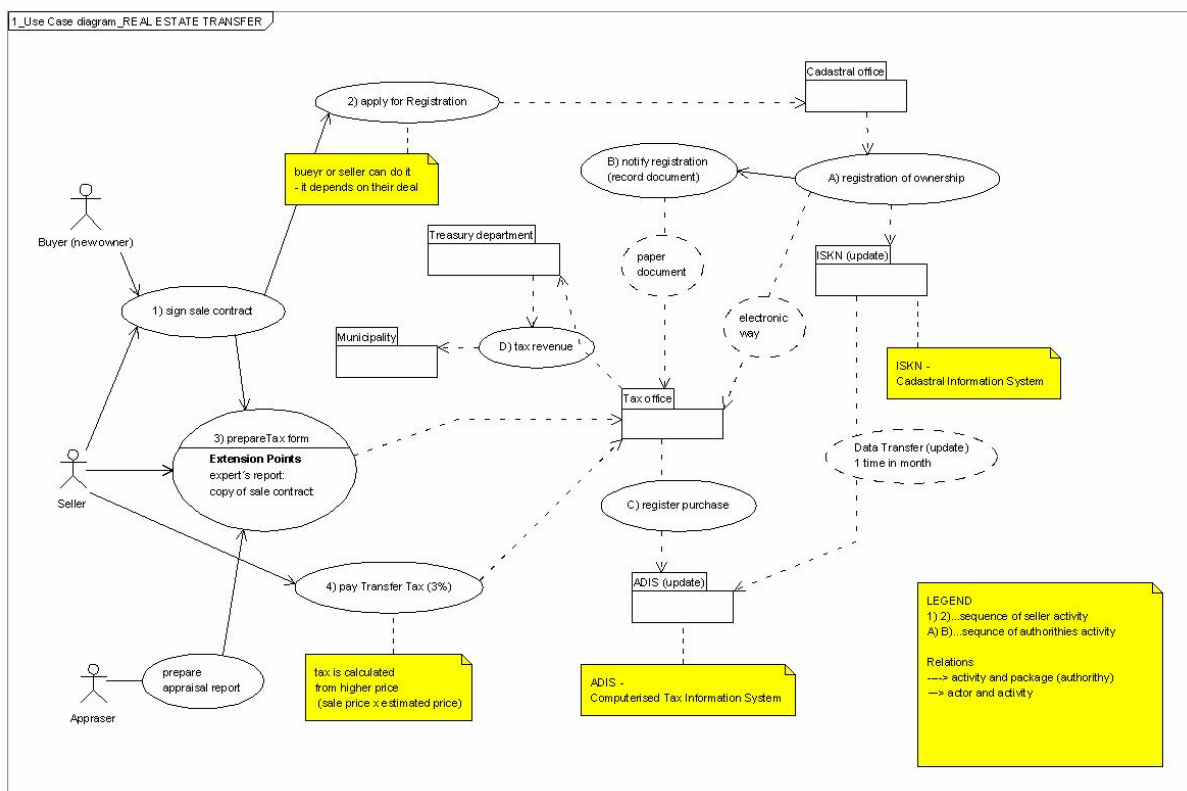 1_Use Case diagram_REAL ESTATE TRANSFER
Cadastral office
2) apply for Registration
bueyr or seller can do it
- it depends on their deal
B) notify registration
(record document)
A) registration of ownership
Buyer (new owner)
Treasury department
paper
document
ISKN (update)
1) sign sale contract
electronic
way
Municipality
D) tax revenue
ISKN -
Cadastral Information System
Tax office
3) prepareTax form
Extension Points
expert´s report:
copy of sale contract
Data Transfer (update)
1 time in month
Seller
C) register purchase
4) pay Transfer Tax (3%)
ADIS (update)
LEGEND
1) 2)...sequence of seller activity
A) B)...sequnce of authorithies activity
Relations
----> activity and package (authorithy)
—> actor and activity
prepare
appraisal report
tax is calculated
from higher price
(sale price x estimated price)
ADIS -
Computerised Tax Information System
Appraser